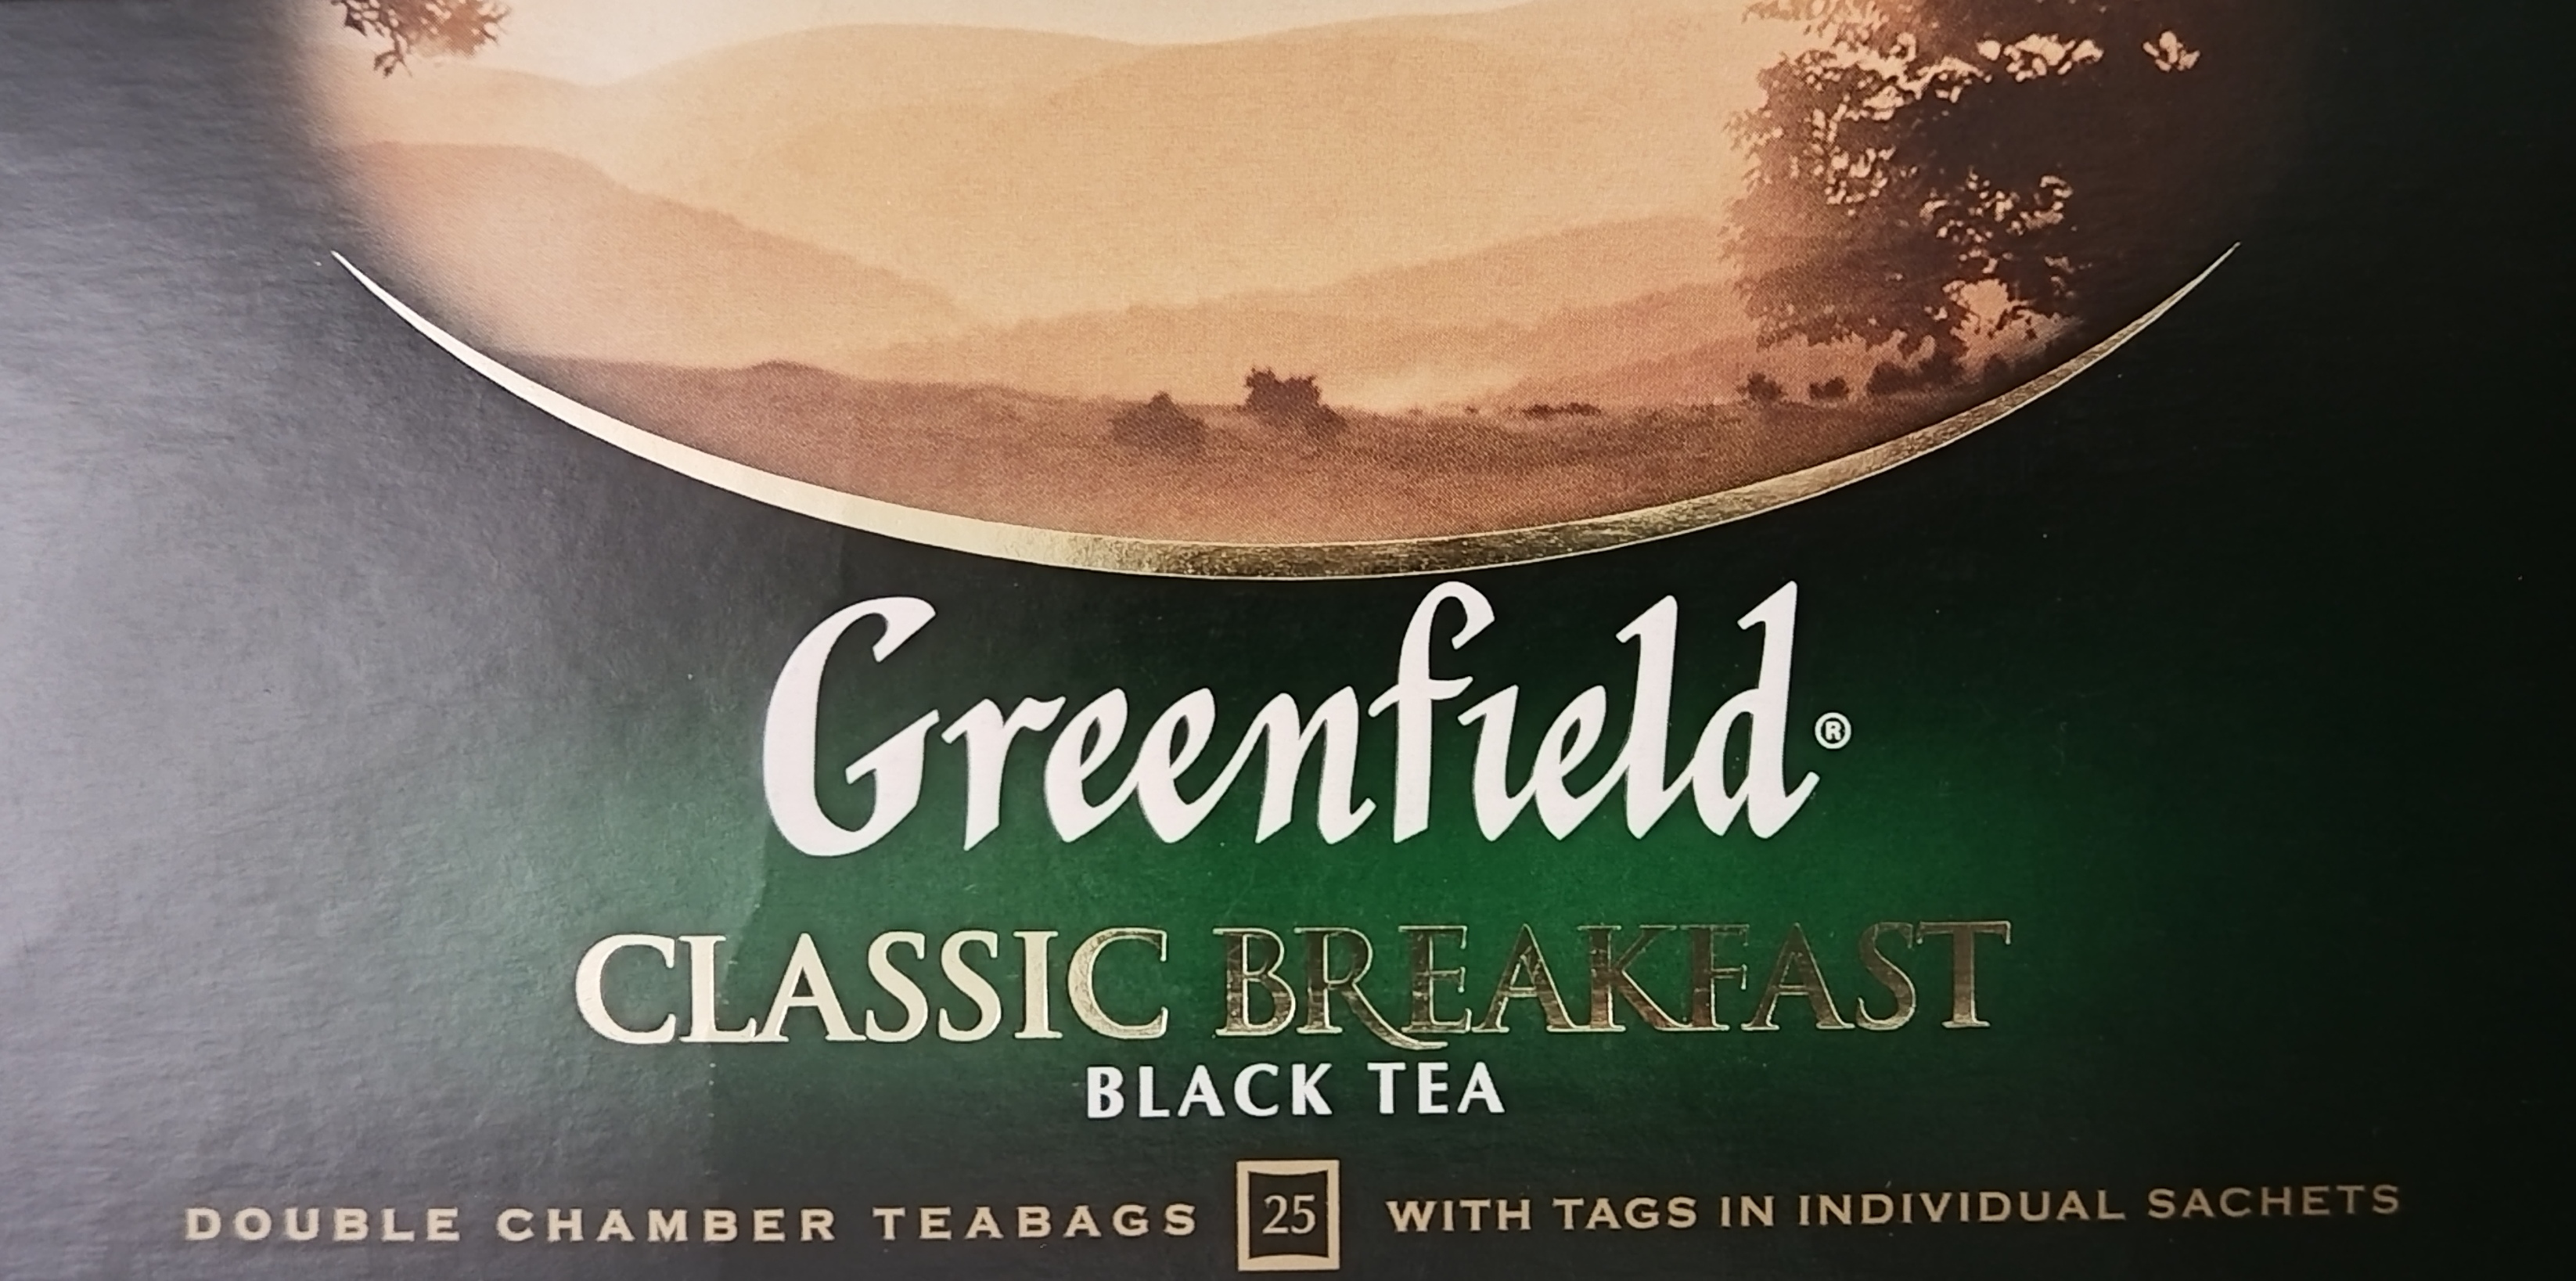 Greenfield®
CLASSIC BREAKFAST
BLACK TEA
DOUBLE CHAMBER TEABAGS 25 WITH TAGS IN INDIVIDUAL SACHETS